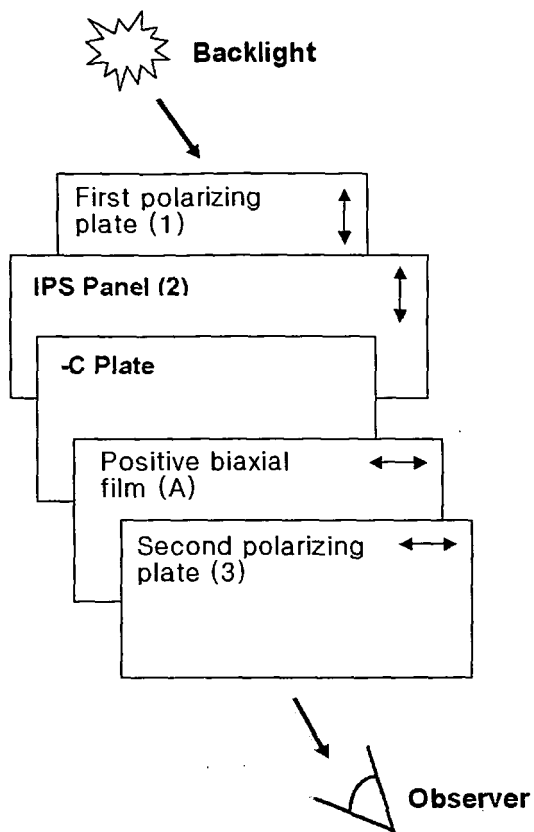 Backlight
First polarizing
plate (1)
IPS Panel (2)
-C Plate
Positive biaxial
film (A)
Second polarizing
plate (3)
Observer